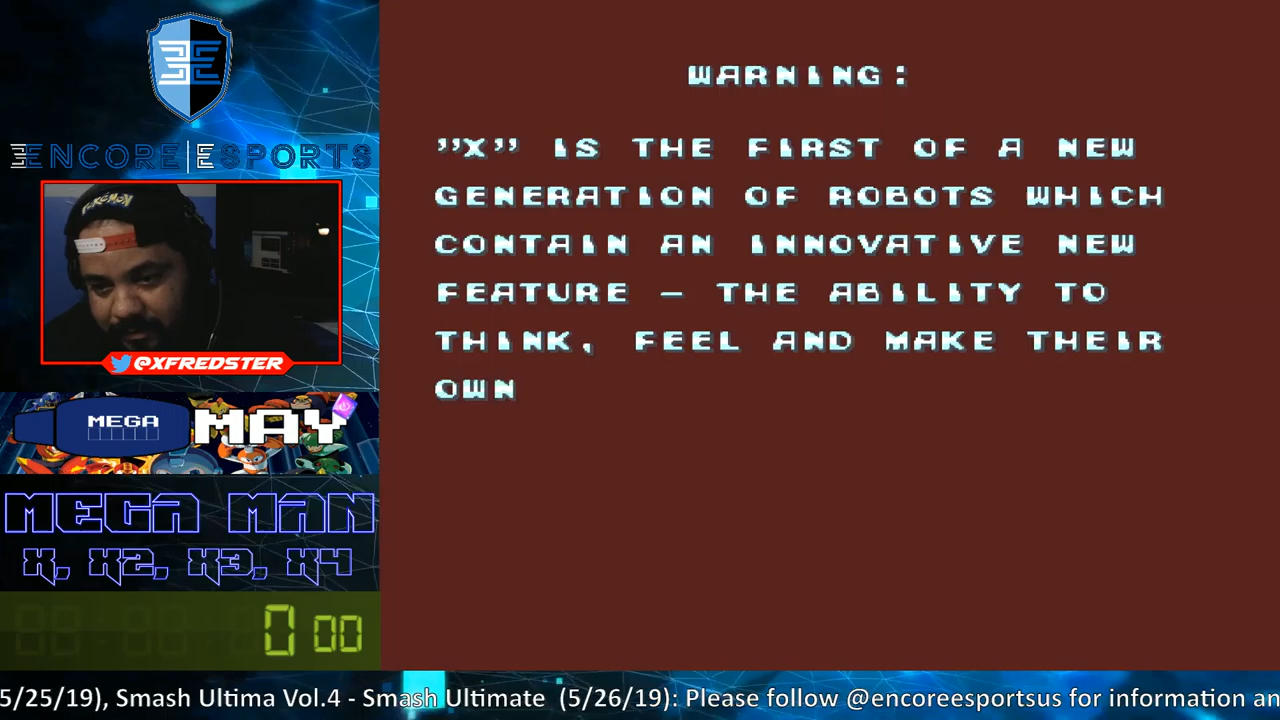 ENCORE|ESPORTS
@XFREDSTER
MEGA
MAY
MEGA MAN
X, X2, X3, X4
0 00
WARNING:
"X" IS THE FIRST OF A NEW
GENERATION OF ROBOTS WHICH
CONTAIN AN INNOVATIVE NEW
FEATURE – THE ABILITY TO
THINK, FEEL AND MAKE THEIR
OWN
5/25/19), Smash Ultima Vol.4 - Smash Ultimate (5/26/19): Please follow @encoreesportsus for information an